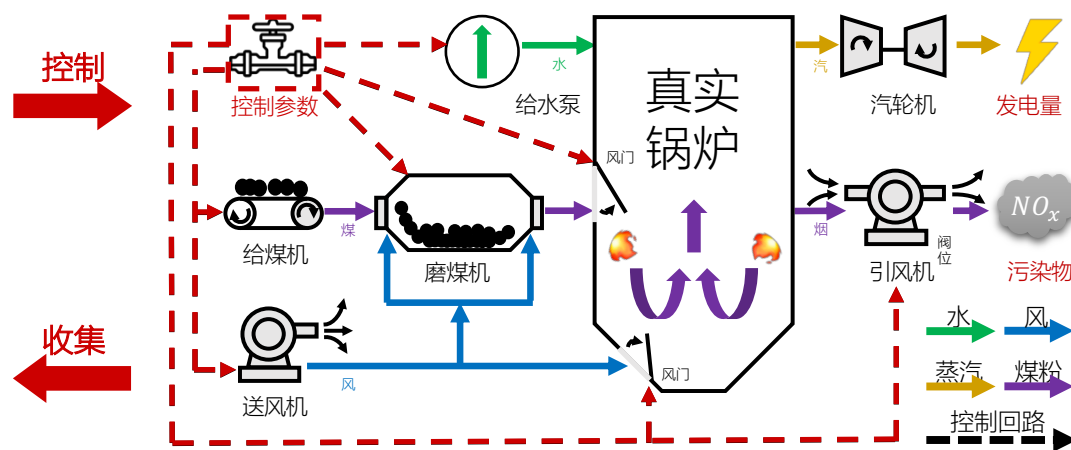 控制
控制参数
水
给水泵
真实
锅炉
汽
汽轮机
发电量
风门
给煤机
煤
磨煤机
烟
引风机
阀
位
NOₓ
污染物
收集
送风机
风
风门
水
风
蒸汽
煤粉
控制回路